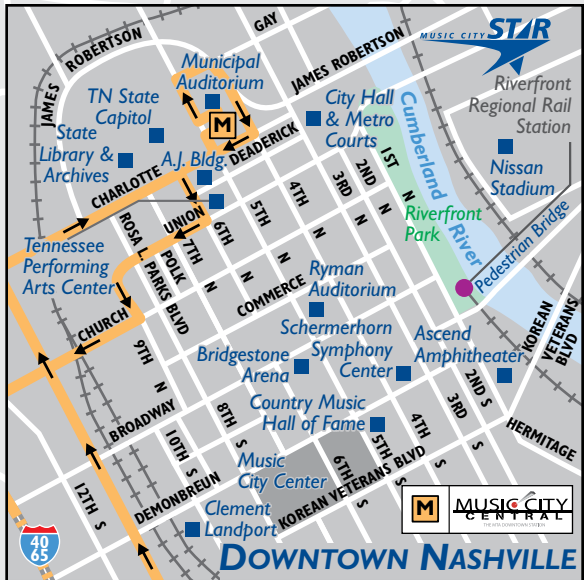 GAY
MUSIC CITY STAR
JAMES ROBERTSON
JAMES ROBERTSON
Municipal
Auditorium
Riverfront
Regional Rail
Station
TN State
Capitol
City Hall
& Metro
Courts
Cumberland River
State
Library &
Archives
M
A.J. Bldg.
DEADERICK
Nissan
Stadium
CHARLOTTE
1ST N
2ND N
3RD N
4TH N
5TH N
6TH N
7TH N
UNION
Riverfront
Park
Pedestrian Bridge
Tennessee
Performing
Arts Center
ROSA L.
PARKS BLVD
POLK
COMMERCE
Ryman
Auditorium
CHURCH
Schermerhorn
Symphony
Center
Ascend
Amphitheater
KOREAN
VETERANS
BLVD
9TH N
Bridgestone
Arena
BROADWAY
8TH S
Country Music
Hall of Fame
2ND S
3RD S
4TH S
5TH S
6TH S
HERMITAGE
10TH S
Music
City Center
KOREAN VETERANS BLVD
12TH S
DEMONBREUN
Clement
Landport
M
MUSIC CITY
CENTRAL
THE MTA DOWNTOWN STATION
40
65
DOWNTOWN NASHVILLE